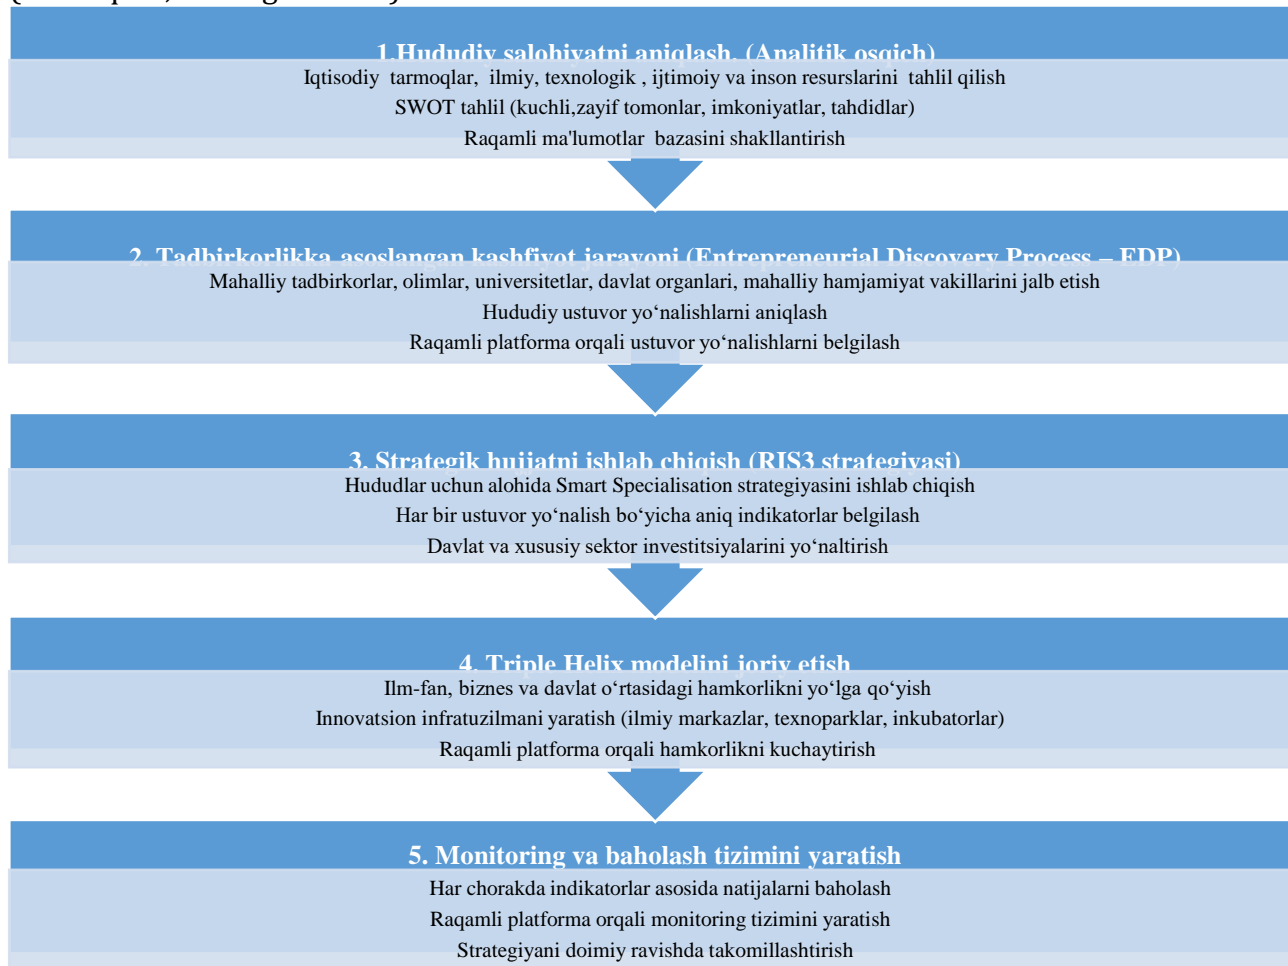 1.Hududiy salohiyatni aniqlash. (Analitik osqich)
Iqtisodiy tarmoqlar, ilmiy, texnologik , ijtimoiy va inson resurslarini tahlil qilish
SWOT tahlil (kuchli,zayif tomonlar, imkoniyatlar, tahdidlar)
Raqamli ma'lumotlar bazasini shakllantirish
2. Tadbirkorlikka asoslangan kashfiyot jarayoni (Entrepreneurial Discovery Process – EDP)
Mahalliy tadbirkorlar, olimlar, universitetlar, davlat organlari, mahalliy hamjamiyat vakillarini jalb etish
Hududiy ustuvor yo‘nalishlarni aniqlash
Raqamli platforma orqali ustuvor yo‘nalishlarni belgilash
3. Strategik hujjatni ishlab chiqish (RIS3 strategiyasi)
Hududlar uchun alohida Smart Specialisation strategiyasini ishlab chiqish
Har bir ustuvor yo‘nalish bo‘yicha aniq indikatorlar belgilash
Davlat va xususiy sektor investitsiyalarini yo‘naltirish
4. Triple Helix modelini joriy etish
Ilm-fan, biznes va davlat o‘rtasidagi hamkorlikni yo‘lga qo‘yish
Innovatsion infratuzilmani yaratish (ilmiy markazlar, texnoparklar, inkubatorlar)
Raqamli platforma orqali hamkorlikni kuchaytirish
5. Monitoring va baholash tizimini yaratish
Har chorakda indikatorlar asosida natijalarni baholash
Raqamli platforma orqali monitoring tizimini yaratish
Strategiyani doimiy ravishda takomillashtirish